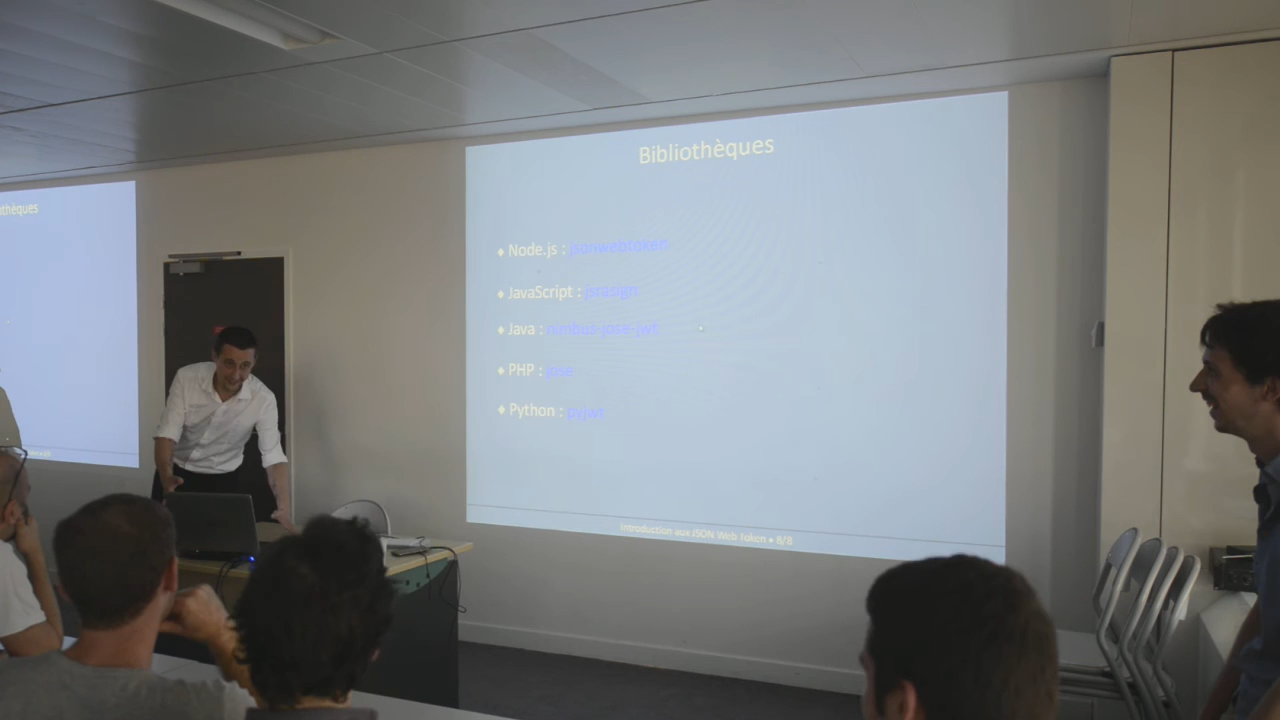 Bibliothèques
♦ Node.js : jsonwebtoken
♦ JavaScript : jsrasign
♦ Java : nimbus-jose-jwt
♦ PHP : jose
♦ Python : pyjwt
Introduction aux JSON Web Token • 8/8
othèques